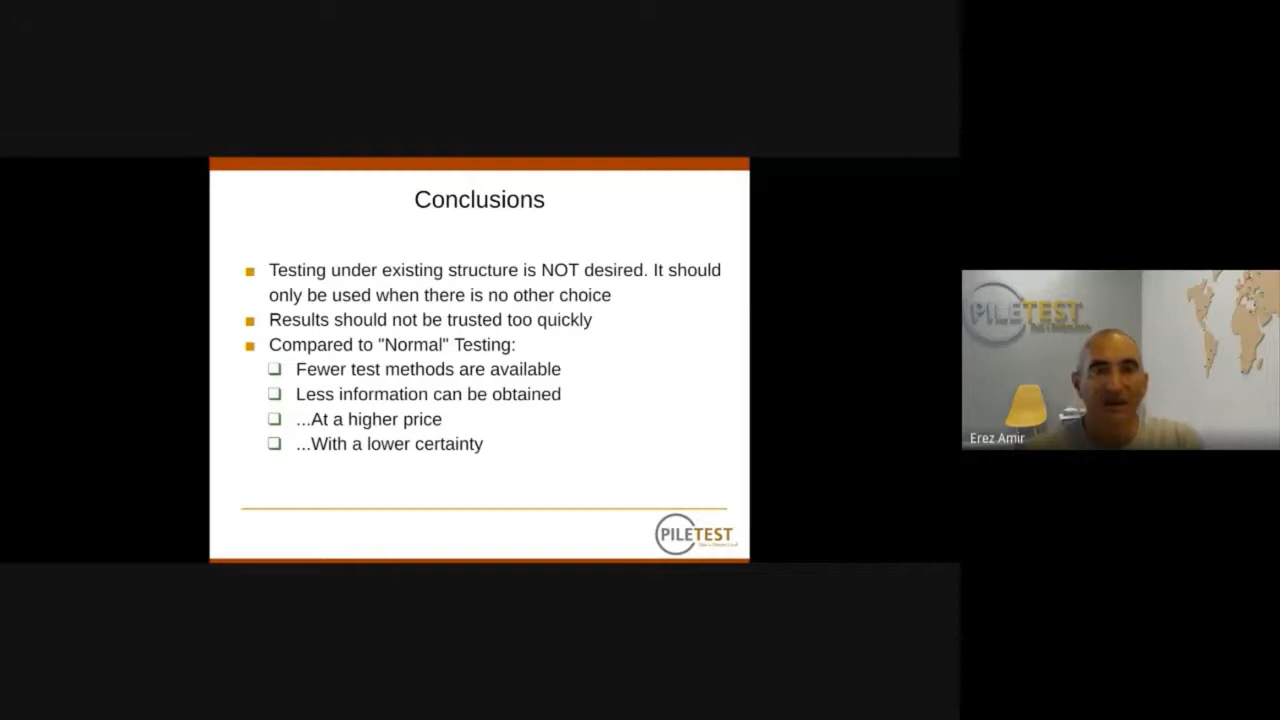 Conclusions
Testing under existing structure is NOT desired. It should
only be used when there is no other choice
Results should not be trusted too quickly
Compared to "Normal" Testing:
Fewer test methods are available
Less information can be obtained
...At a higher price
...With a lower certainty
PILETEST
PILETEST
Erez Amir